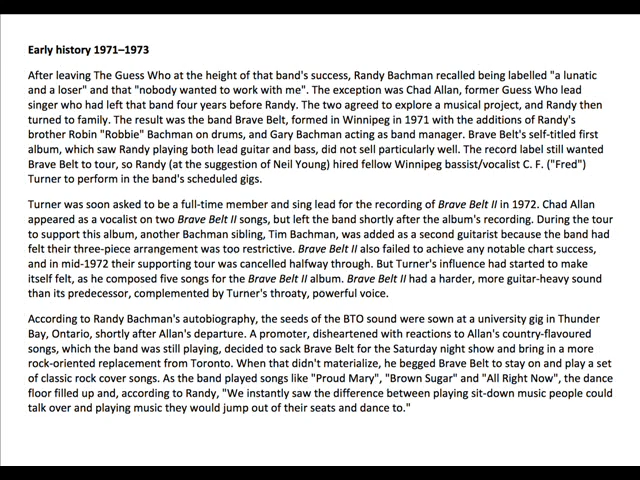 Early history 1971–1973
After leaving The Guess Who at the height of that band's success, Randy Bachman recalled being labelled "a lunatic
and a loser" and that "nobody wanted to work with me". The exception was Chad Allan, former Guess Who lead
singer who had left that band four years before Randy. The two agreed to explore a musical project, and Randy then
turned to family. The result was the band Brave Belt, formed in Winnipeg in 1971 with the additions of Randy's
brother Robin "Robbie" Bachman on drums, and Gary Bachman acting as band manager. Brave Belt's self-titled first
album, which saw Randy playing both lead guitar and bass, did not sell particularly well. The record label still wanted
Brave Belt to tour, so Randy (at the suggestion of Neil Young) hired fellow Winnipeg bassist/vocalist C. F. ("Fred")
Turner to perform in the band's scheduled gigs.
Turner was soon asked to be a full-time member and sing lead for the recording of Brave Belt II in 1972. Chad Allan
appeared as a vocalist on two Brave Belt II songs, but left the band shortly after the album's recording. During the tour
to support this album, another Bachman sibling, Tim Bachman, was added as a second guitarist because the band had
felt their three-piece arrangement was too restrictive. Brave Belt II also failed to achieve any notable chart success,
and in mid-1972 their supporting tour was cancelled halfway through. But Turner's influence had started to make
itself felt, as he composed five songs for the Brave Belt II album. Brave Belt II had a harder, more guitar-heavy sound
than its predecessor, complemented by Turner's throaty, powerful voice.
According to Randy Bachman's autobiography, the seeds of the BTO sound were sown at a university gig in Thunder
Bay, Ontario, shortly after Allan's departure. A promoter, disheartened with reactions to Allan's country-flavoured
songs, which the band was still playing, decided to sack Brave Belt for the Saturday night show and bring in a more
rock-oriented replacement from Toronto. When that didn't materialize, he begged Brave Belt to stay on and play a set
of classic rock cover songs. As the band played songs like "Proud Mary", "Brown Sugar" and "All Right Now", the dance
floor filled up and, according to Randy, "We instantly saw the difference between playing sit-down music people could
talk over and playing music they would jump out of their seats and dance to."